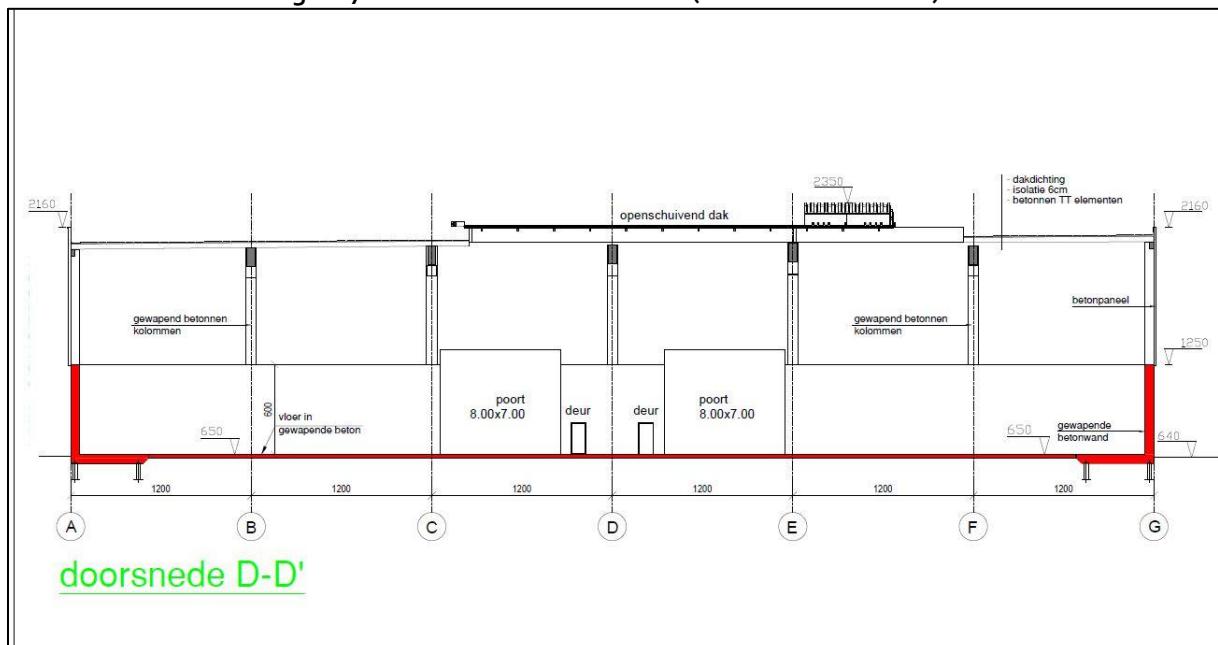 2350
- dakdichting
- isolatie 6cm
- betonnen TT elementen
2160
openschuivend dak
2160
gewapend betonnen
kolommen
gewapend betonnen
kolommen
betonpaneel
1250
poort
8.00x7.00
poort
8.00x7.00
600
vloer in
gewapende beton
deur
deur
gewapende
betonwand
650
650
640
1200
1200
1200
1200
1200
1200
A
B
C
D
E
F
G
doorsnede D-D'